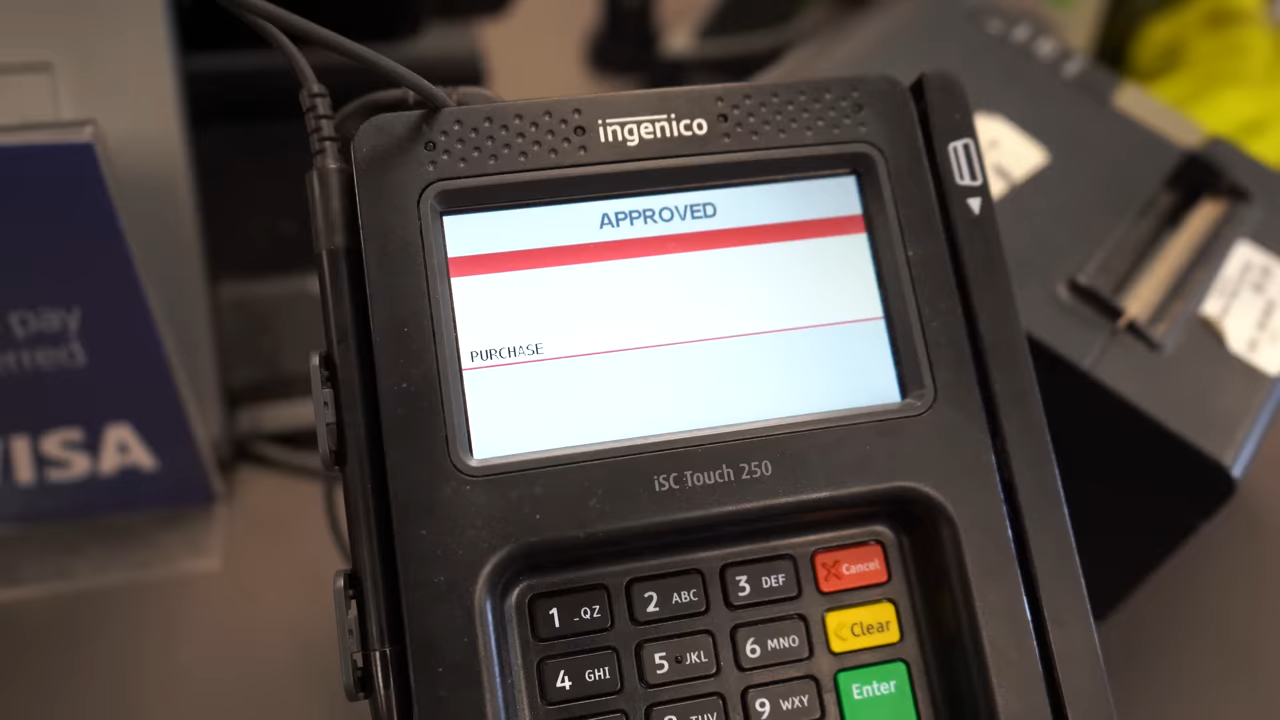 ingenico
APPROVED
PURCHASE
pay
VISA
iSC Touch 250
1 -QZ
2 ABC
3 DEF
Cancel
4 GHI
5 JKL
6 MNO
Clear
TUV
9 WXY
Enter